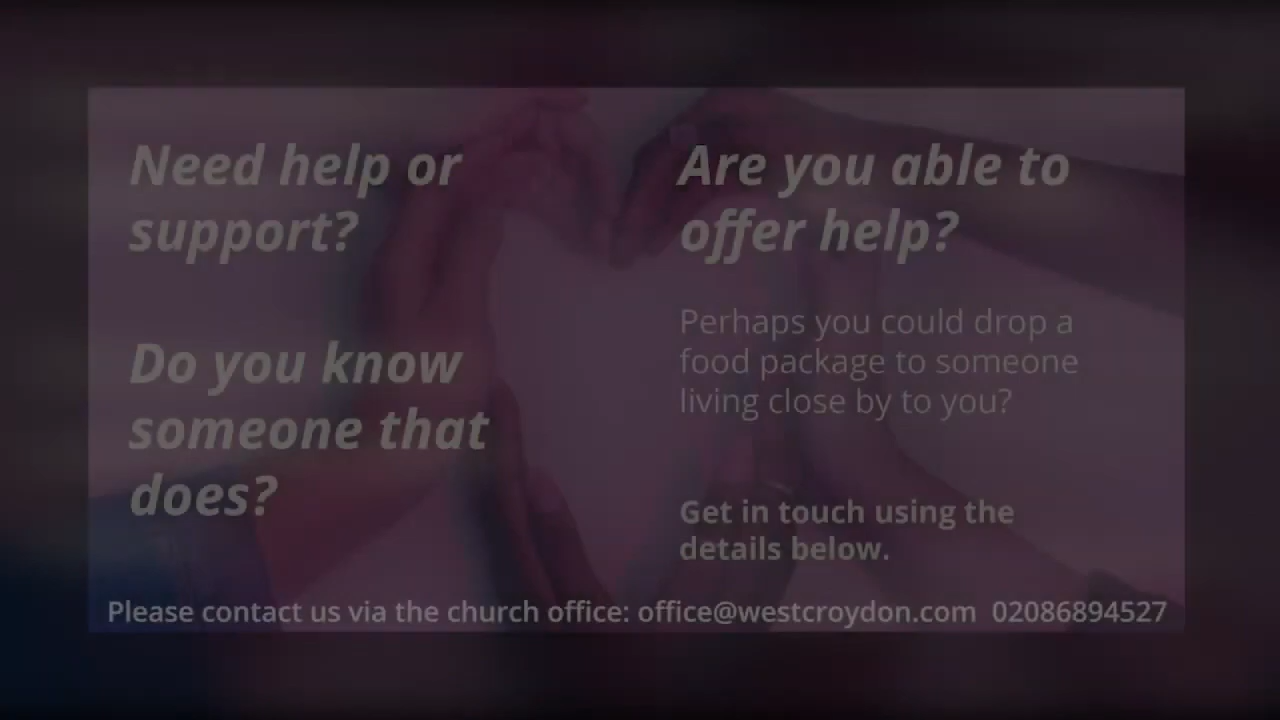 Need help or
support?
Do you know
someone that
does?
Are you able to
offer help?
Perhaps you could drop a
food package to someone
living close by to you?
Get in touch using the
details below.
Please contact us via the church office: office@westcroydon.com 02086894527